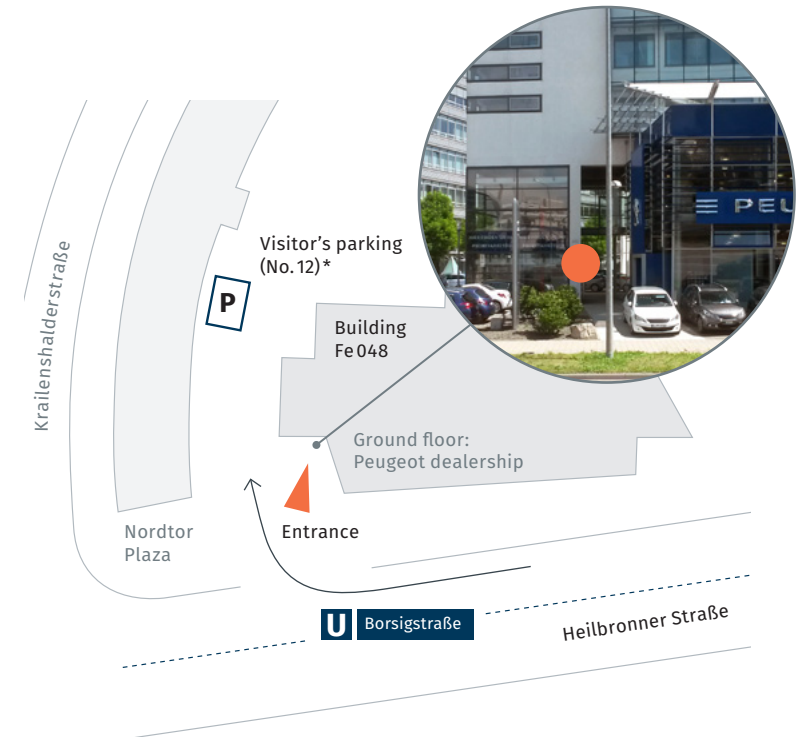 PEU
Visitor’s parking
(No. 12)*
P
Building
Fe 048
Krailenshalderstraße
Ground floor:
Peugeot dealership
Entrance
Nordtor
Plaza
U Borsigstraße
Heilbronner Straße